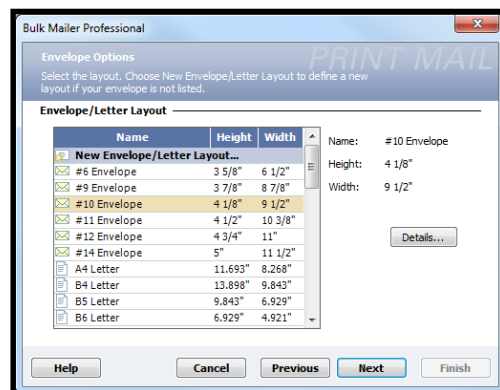 Bulk Mailer Professional
PRINT MAIL
Envelope Options
Select the layout. Choose New Envelope/Letter Layout to define a new
layout if your envelope is not listed.
Envelope/Letter Layout
Name Height Width
New Envelope/Letter Layout...
#6 Envelope 3 5/8" 6 1/2"
#9 Envelope 3 7/8" 8 7/8"
#10 Envelope 4 1/8" 9 1/2"
#11 Envelope 4 1/2" 10 3/8"
#12 Envelope 4 3/4" 11"
#14 Envelope 5" 11 1/2"
A4 Letter 11.693" 8.268"
B4 Letter 13.898" 9.843"
B5 Letter 9.843" 6.929"
B6 Letter 6.929" 4.921"
Name: #10 Envelope
Height: 4 1/8"
Width: 9 1/2"
Details...
Help Cancel Previous Next Finish